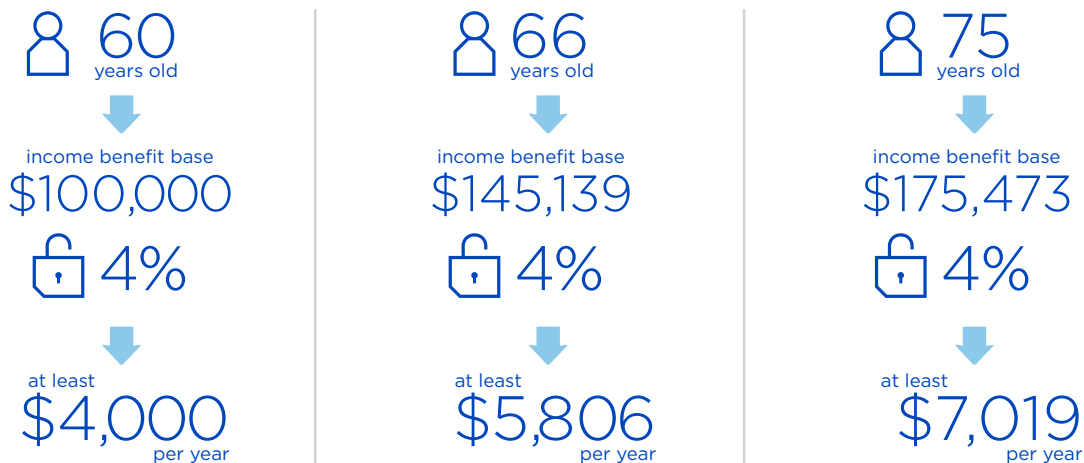 60
years old
income benefit base
$100,000
4%
at least
$4,000
per year
66
years old
income benefit base
$145,139
4%
at least
$5,806
per year
75
years old
income benefit base
$175,473
4%
at least
$7,019
per year